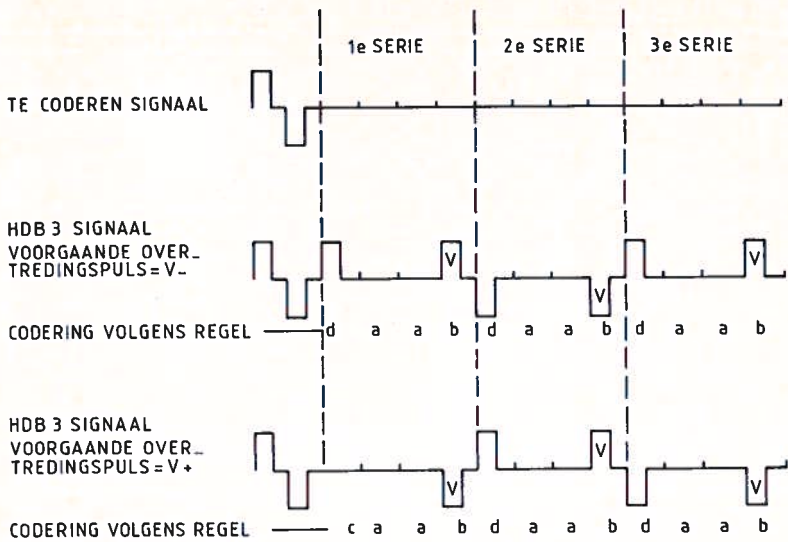 1e SERIE 2e SERIE 3e SERIE
TE CODEREN SIGNAAL
HDB 3 SIGNAAL
VOORGAANDE OVER_
TREDINGSPULS = V_
V V V
CODERING VOLGENS REGEL d a a b d a a b d a a b
HDB 3 SIGNAAL
VOORGAANDE OVER_
TREDINGSPULS = V +
V V V
CODERING VOLGENS REGEL c a a b d a a b d a a b